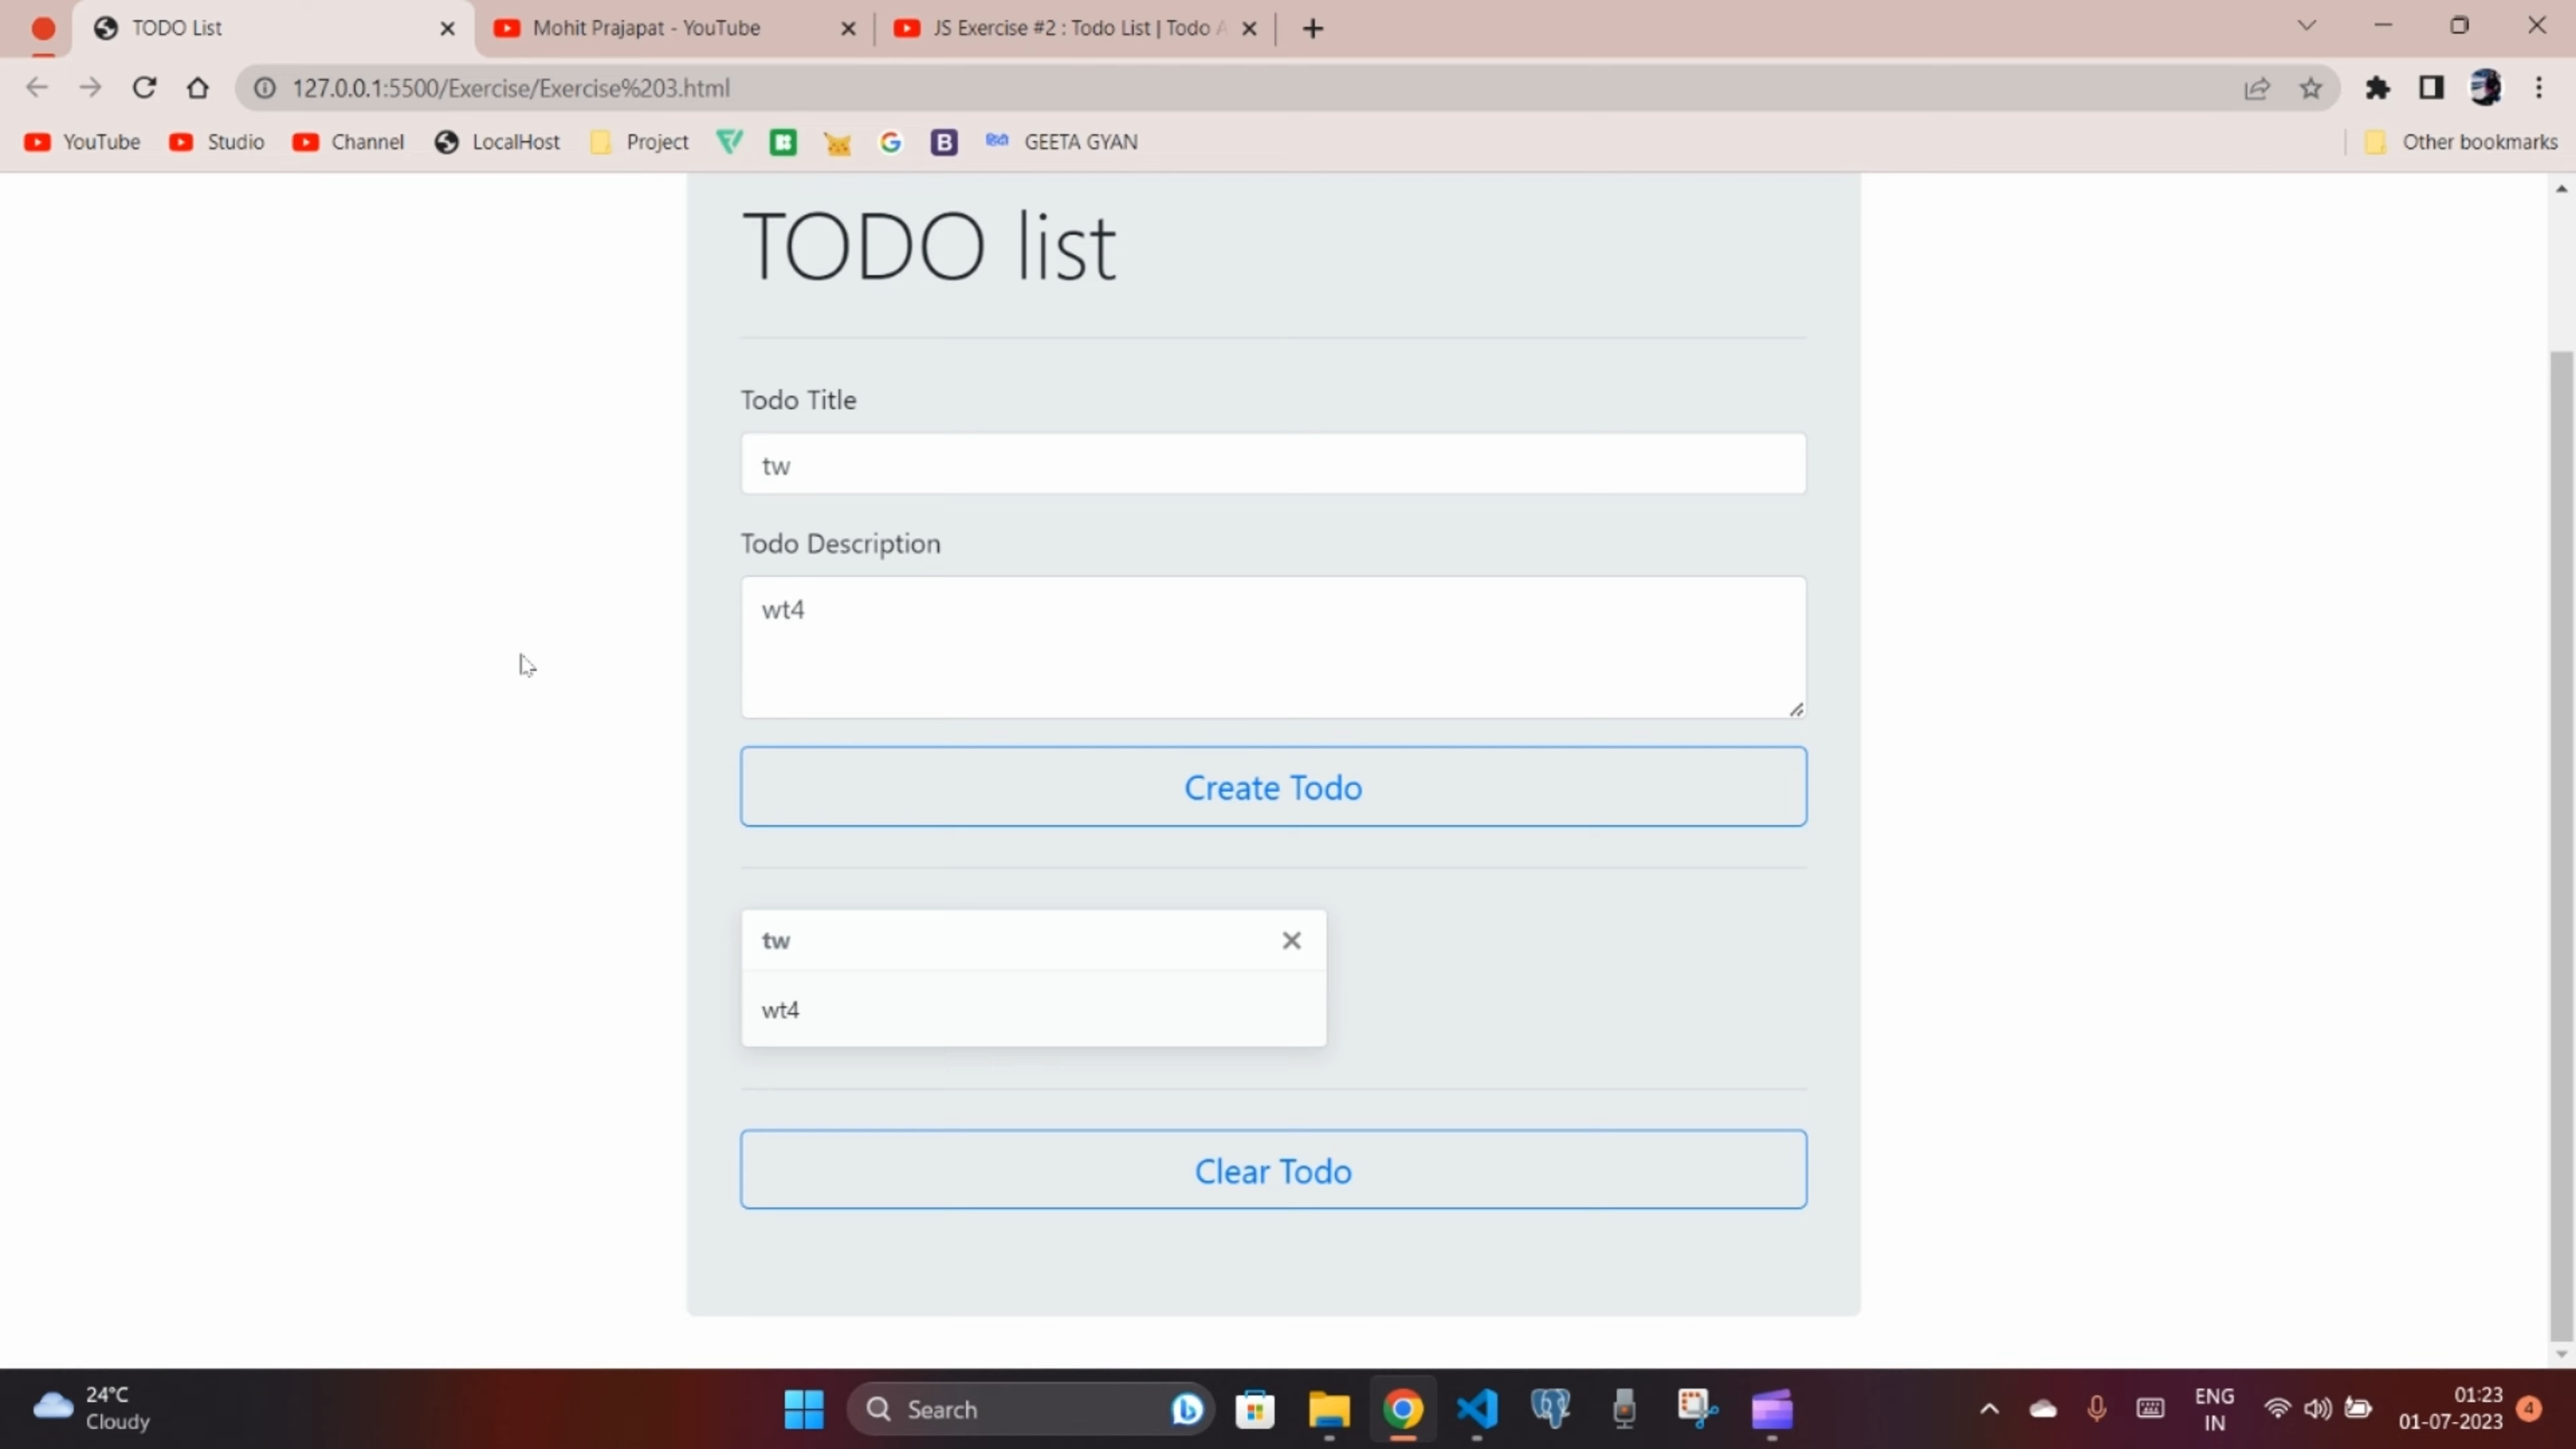 TODO List
Mohit Prajapat - YouTube
JS Exercise #2 : Todo List | Todo A
127.0.0.1:5500/Exercise/Exercise%203.html
YouTube
Studio
Channel
LocalHost
Project
B
गीता GEETA GYAN
Other bookmarks
TODO list
Todo Title
tw
Todo Description
wt4
Create Todo
tw
wt4
Clear Todo
24°C
Cloudy
Search
ENG
IN
01:23
01-07-2023
4